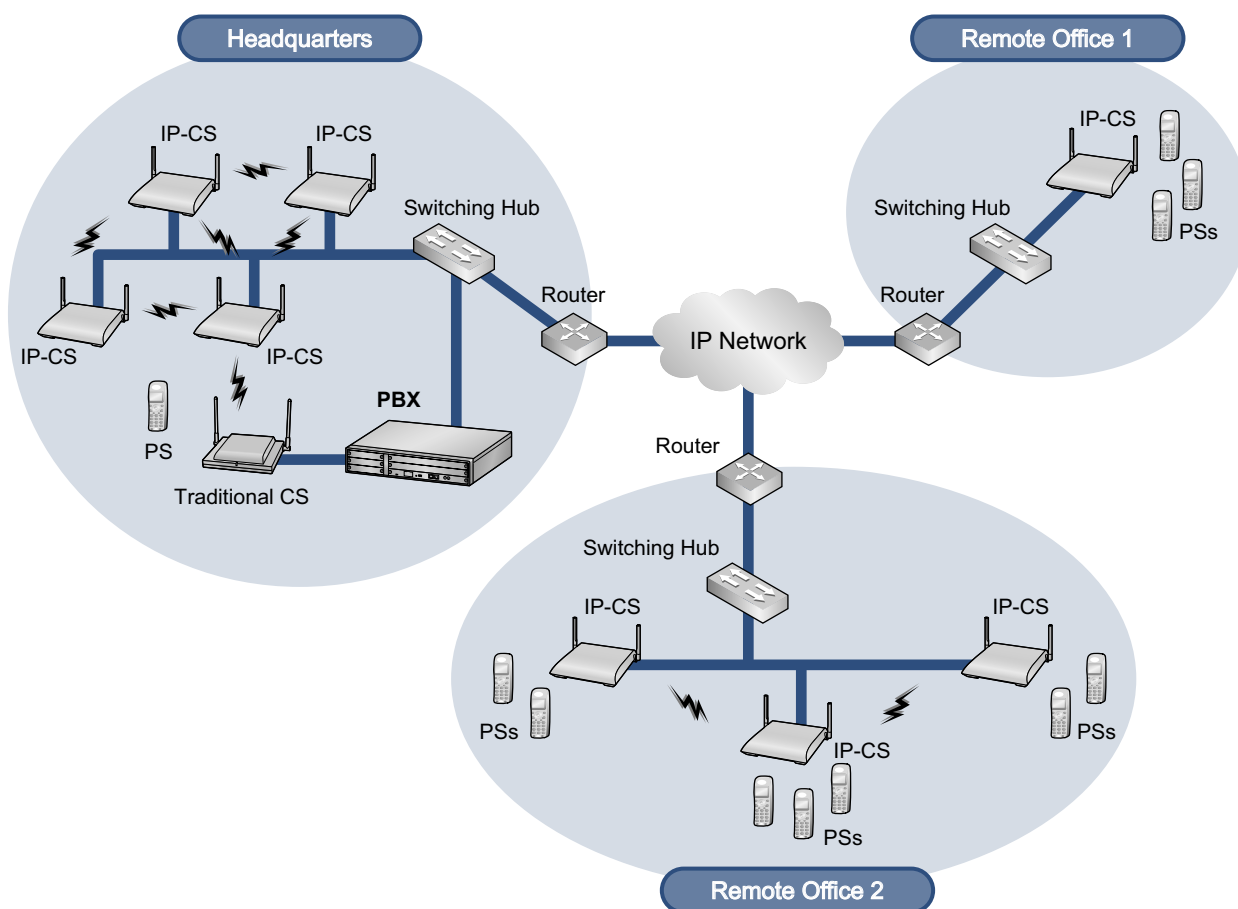 Headquarters
Remote Office 1
IP-CS
IP-CS
Switching Hub
Router
IP-CS
IP-CS
PS
Traditional CS
PBX
IP Network
IP-CS
Switching Hub
PSs
Router
Router
Switching Hub
IP-CS
IP-CS
PSs
IP-CS
PSs
PSs
Remote Office 2